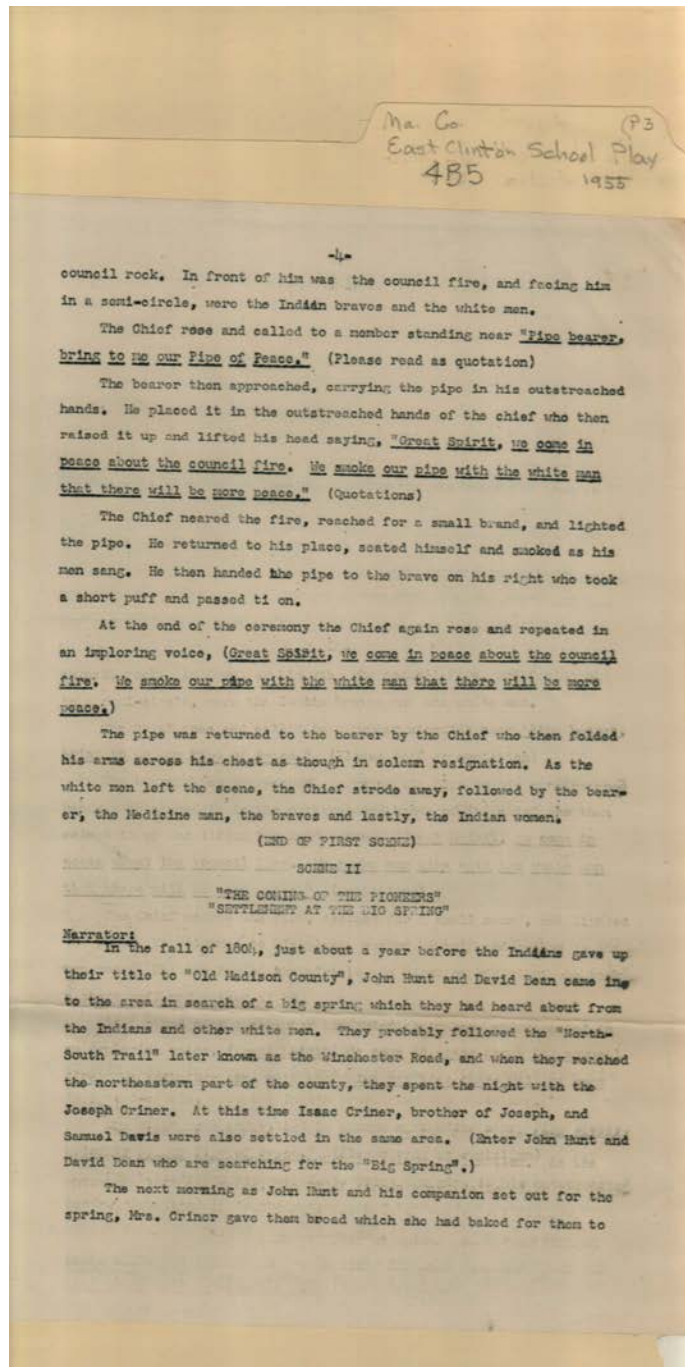 Ma. Co. (P3
East Clinton School Play
4B5 1955
-4-
council rock. In front of him was the council fire, and facing him
in a semi-circle, were the Indian braves and the white men.
The Chief rose and called to a member standing near "Pipe bearer,
bring to me our Pipe of Peace." (Please read as quotation)
The bearer then approached, carrying the pipe in his outstreached
hands. He placed it in the outstreached hands of the chief who then
raised it up and lifted his head saying, "Great Spirit, we come in
peace about the council fire. We smoke our pipe with the white man
that there will be more peace." (Quotations)
The Chief neared the fire, reached for a small brand, and lighted
the pipe. He returned to his place, seated himself and smoked as his
men sang. He then handed the pipe to the brave on his right who took
a short puff and passed ti on.
At the end of the ceremony the Chief again rose and repeated in
an imploring voice, (Great Spirit, we come in peace about the council
fire. We smoke our pipe with the white man that there will be more
peace.)
The pipe was returned to the bearer by the Chief who then folded
his arms across his chest as though in solemn resignation. As the
white men left the scene, the Chief strode away, followed by the bear-
er, the Medicine man, the braves and lastly, the Indian women.
(END OF FIRST SCENE)
SCENE II
"THE COMING OF THE PIONEERS"
"SETTLEMENT AT THE BIG SPRING"
Narrator:
In the fall of 1804, just about a year before the Indians gave up
their title to "Old Madison County", John Hunt and David Bean came in
to the area in search of a big spring which they had heard about from
the Indians and other white men. They probably followed the "North-
South Trail" later known as the Winchester Road, and when they reached
the northeastern part of the county, they spent the night with the
Joseph Criner. At this time Isaac Criner, brother of Joseph, and
Samuel Davis were also settled in the same area. (Enter John Hunt and
David Bean who are searching for the "Big Spring".)
The next morning as John Hunt and his companion set out for the
spring, Mrs. Criner gave them bread which she had baked for them to